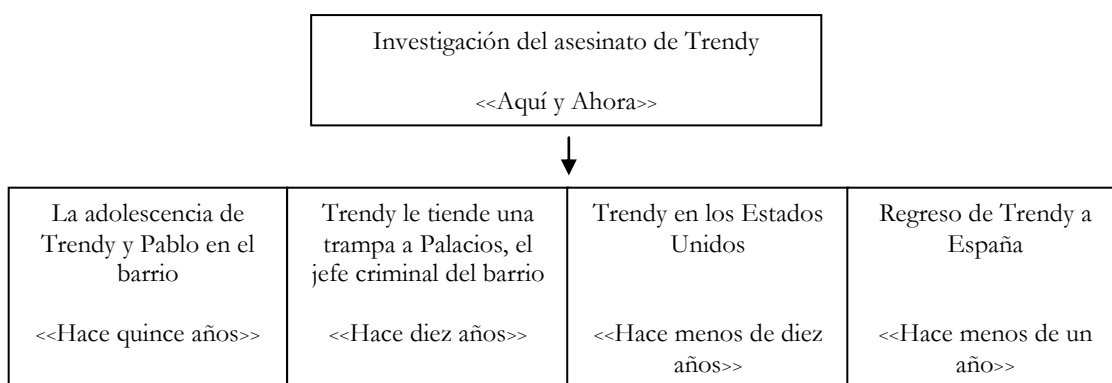 Investigación del asesinato de Trendy
<<Aquí y Ahora>>
La adolescencia de
Trendy y Pablo en el
barrio
<<Hace quince años>>
Trendy le tiende una
trampa a Palacios, el
jefe criminal del barrio
<<Hace diez años>>
Trendy en los Estados
Unidos
<<Hace menos de diez
años>>
Regreso de Trendy a
España
<<Hace menos de un
año>>